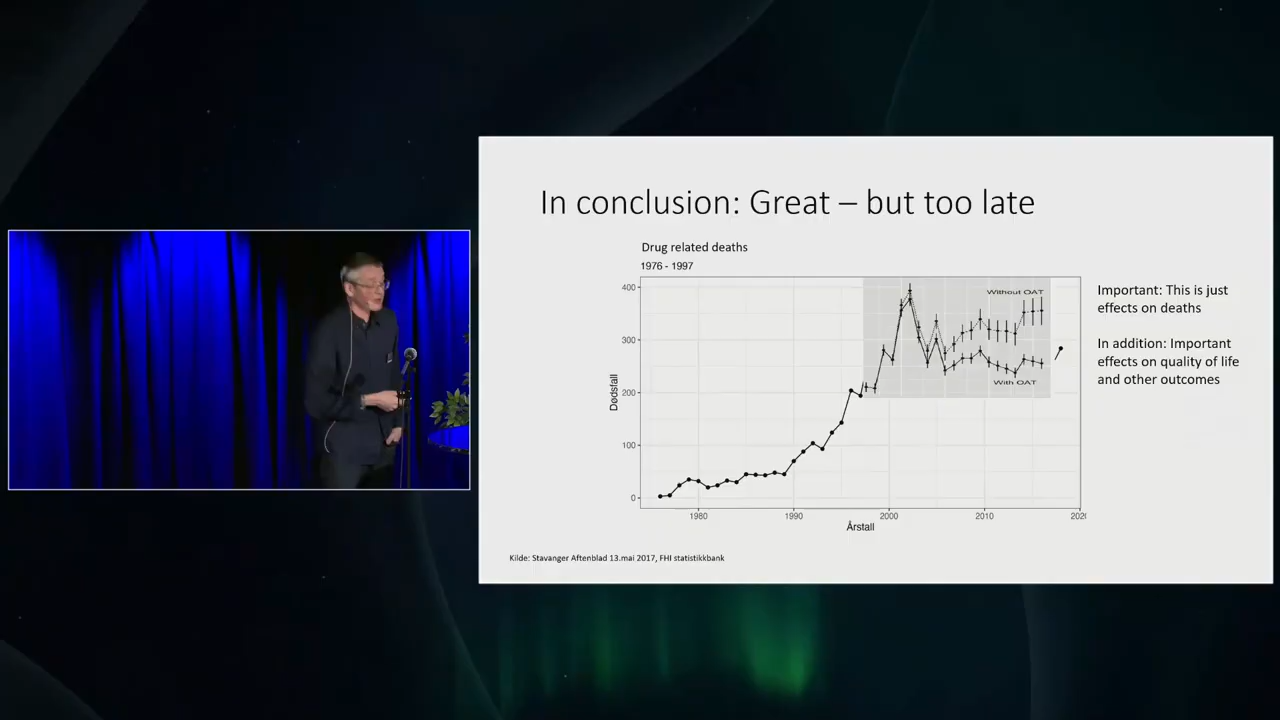 In conclusion: Great – but too late
Drug related deaths
1976 - 1997
Dødsfall
400
300
200
100
0
Without OAT
With OAT
1980
1990
2000
2010
202
Årstall
Important: This is just
effects on deaths
In addition: Important
effects on quality of life
and other outcomes
Kilde: Stavanger Aftenblad 13.mai 2017, FHI statistikkbank